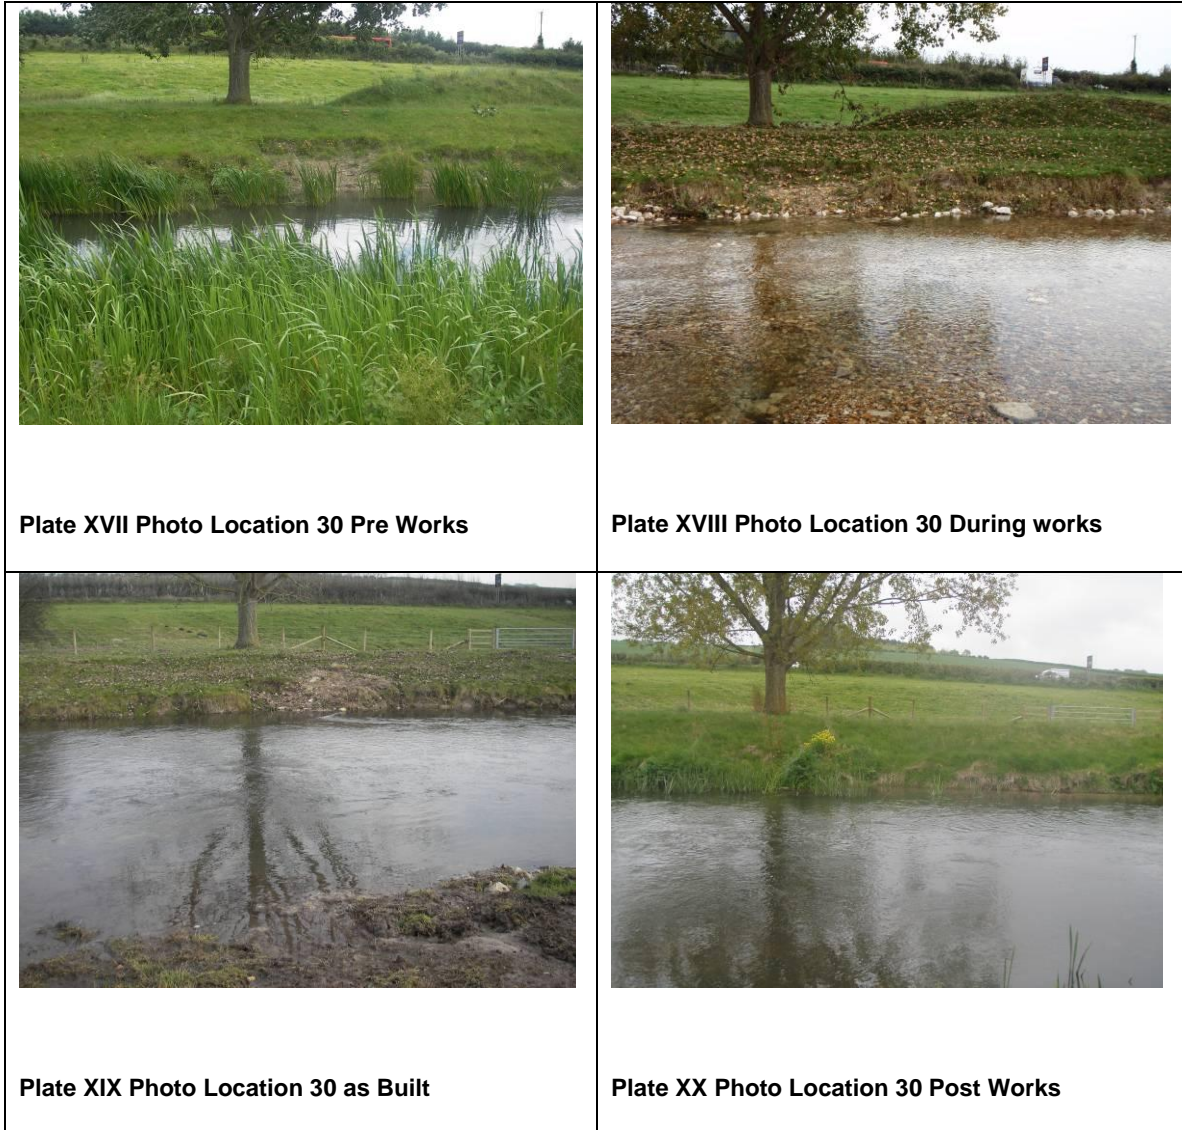 Plate XVII Photo Location 30 Pre Works
Plate XVIII Photo Location 30 During works
Plate XIX Photo Location 30 as Built
Plate XX Photo Location 30 Post Works